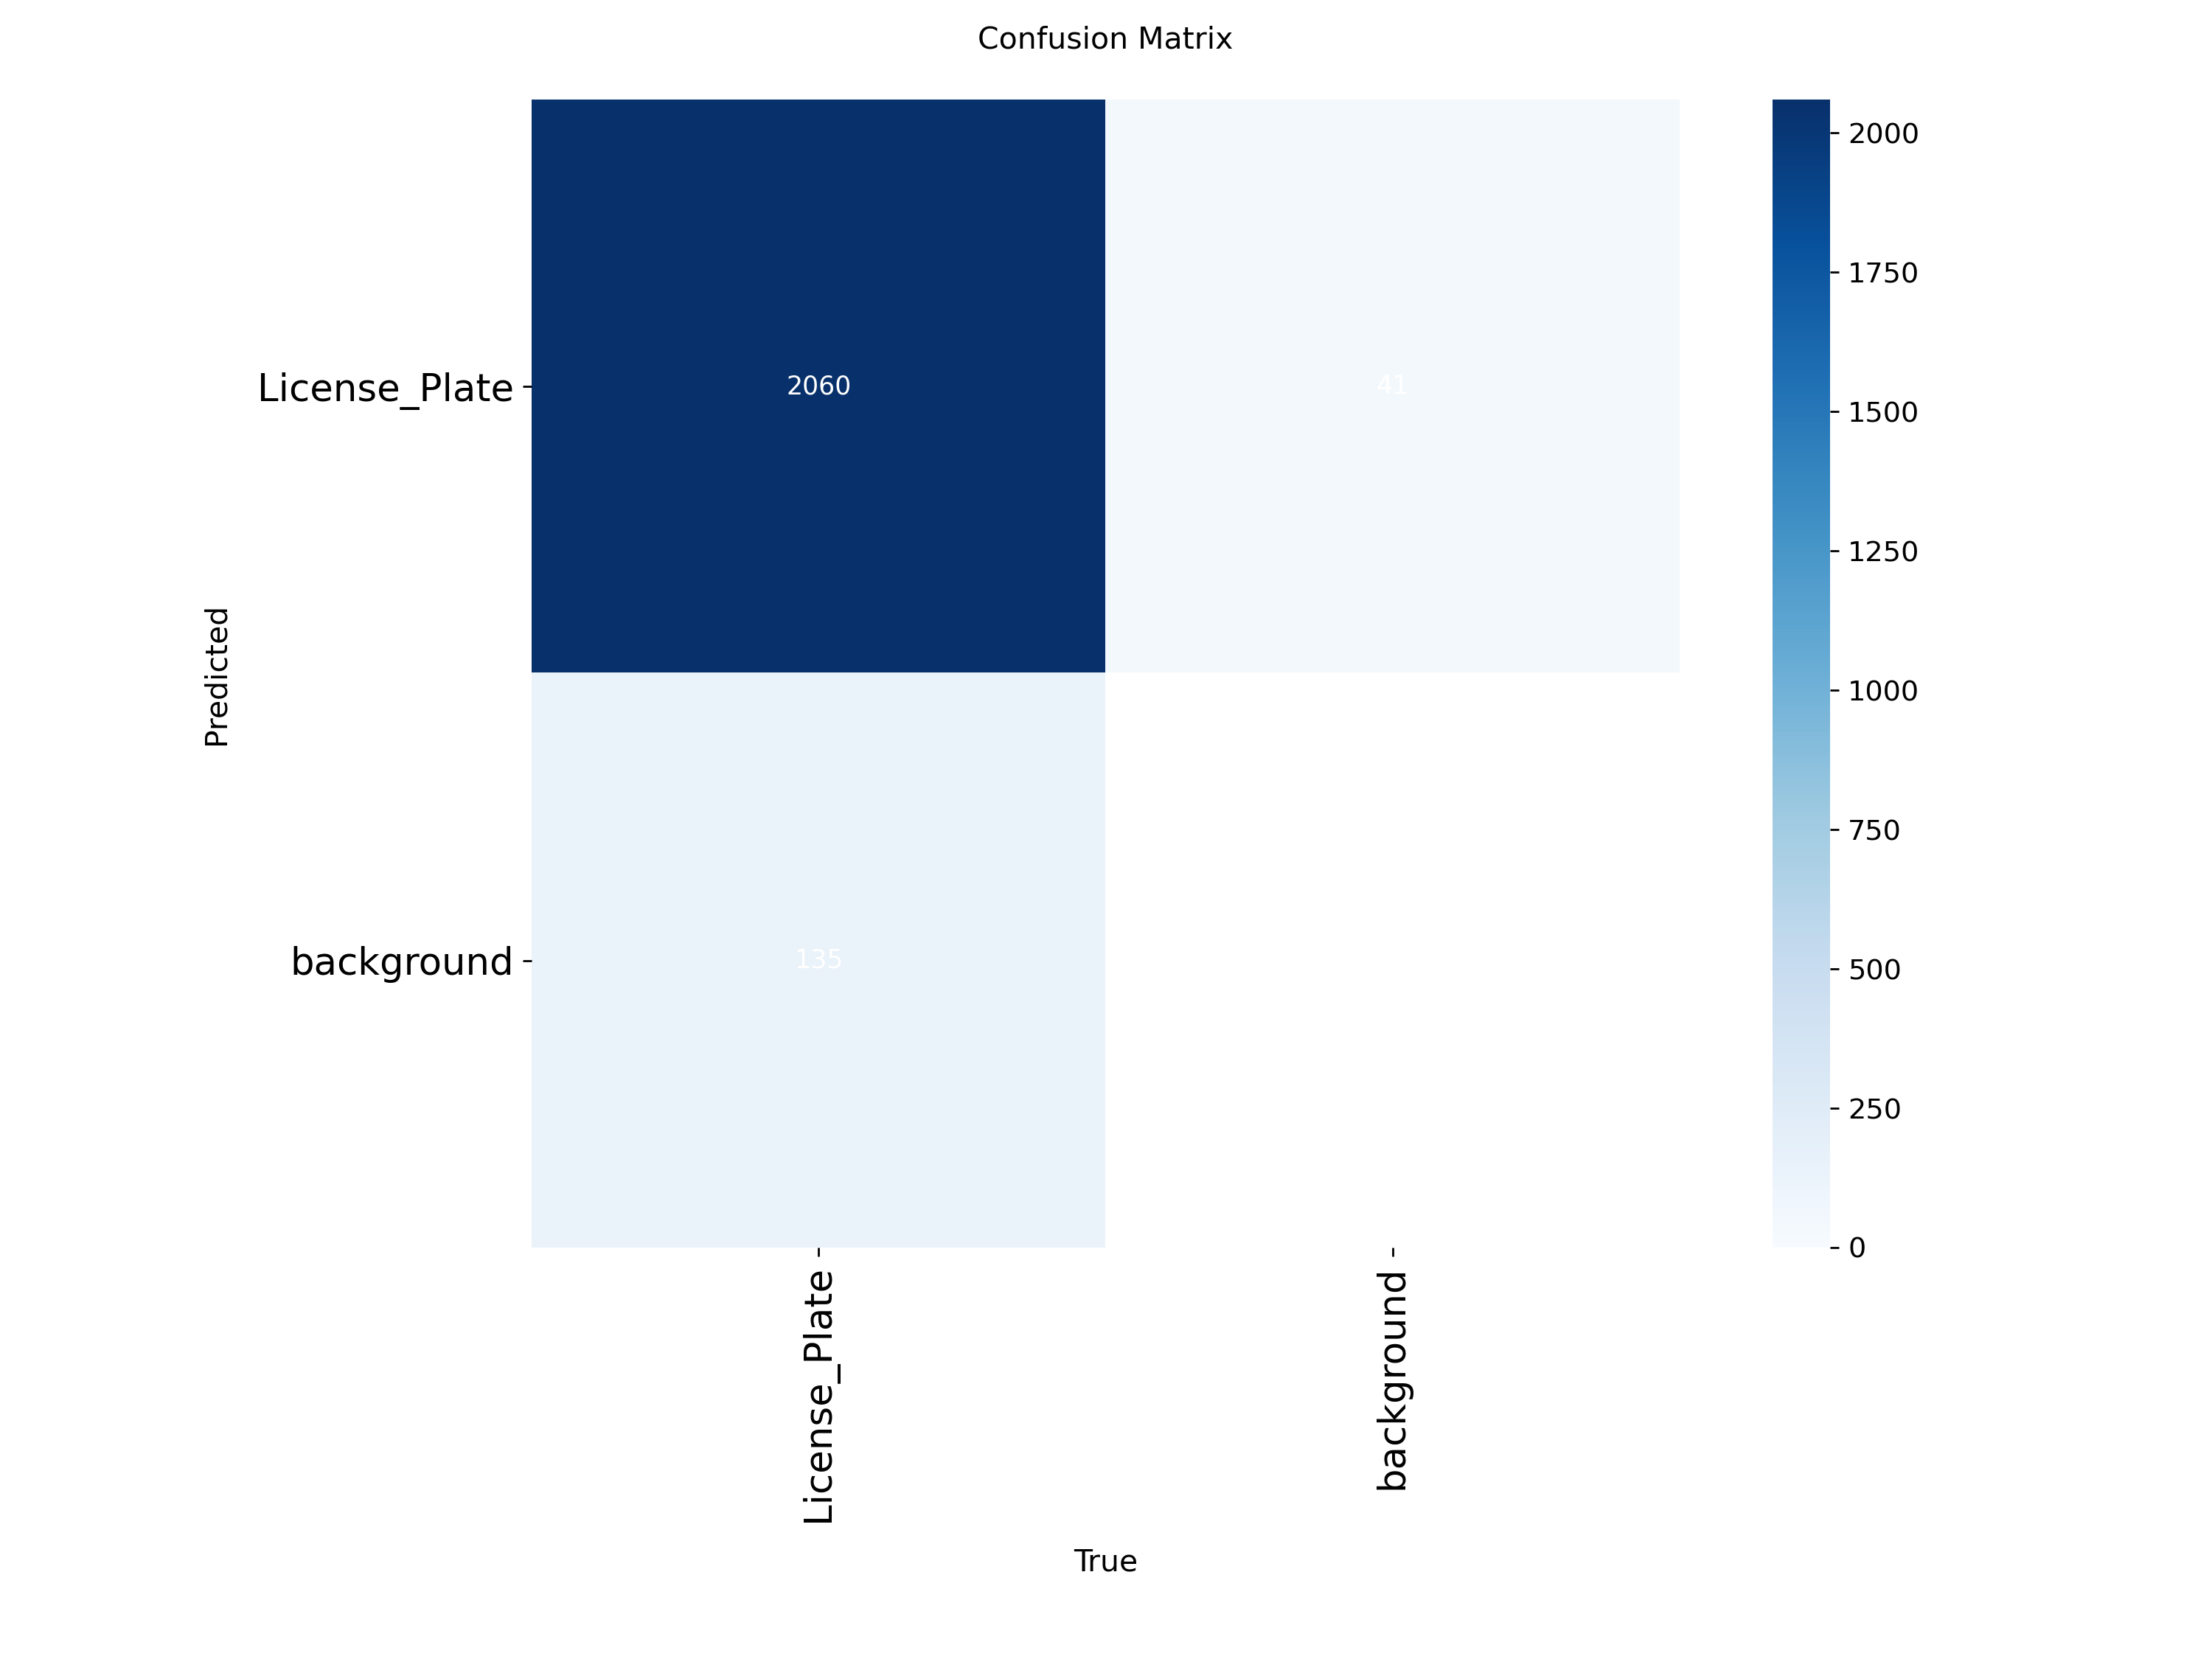 Confusion Matrix
2000
1750
1500
1250
1000
750
500
250
0
Predicted
License_Plate
background
2060
41
135
License_Plate
background
True